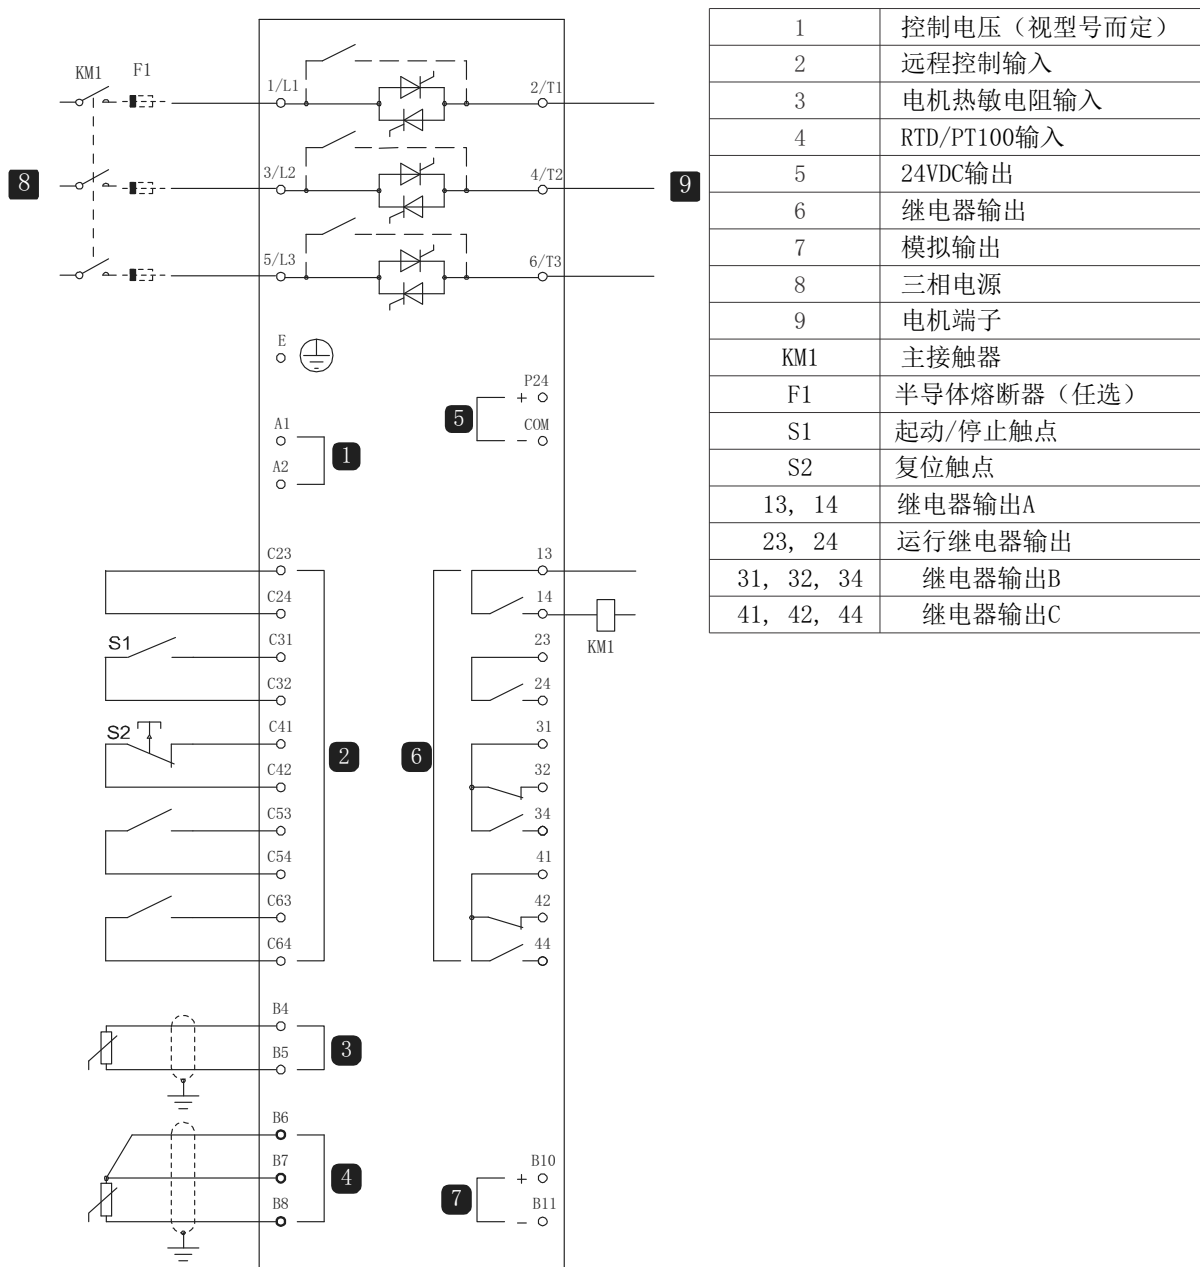 KM1 F1
1/L1 2/T1
3/L2 4/T2
8 9
5/L3 6/T3
E
P24
+
5
A1 COM
1 -
A2
C23 13
C24 14
S1 C31 23 KM1
C32 24
S2 C41 31
2 6
C42 32
C53 34
C54 41
C63 42
C64 44
B4
3
B5
B6
B7 B10
4 7 +
B8 B11
-
1 控制电压（视型号而定）
2 远程控制输入
3 电机热敏电阻输入
4 RTD/PT100输入
5 24VDC输出
6 继电器输出
7 模拟输出
8 三相电源
9 电机端子
KM1 主接触器
F1 半导体熔断器（任选）
S1 起动/停止触点
S2 复位触点
13, 14 继电器输出A
23, 24 运行继电器输出
31, 32, 34 继电器输出B
41, 42, 44 继电器输出C